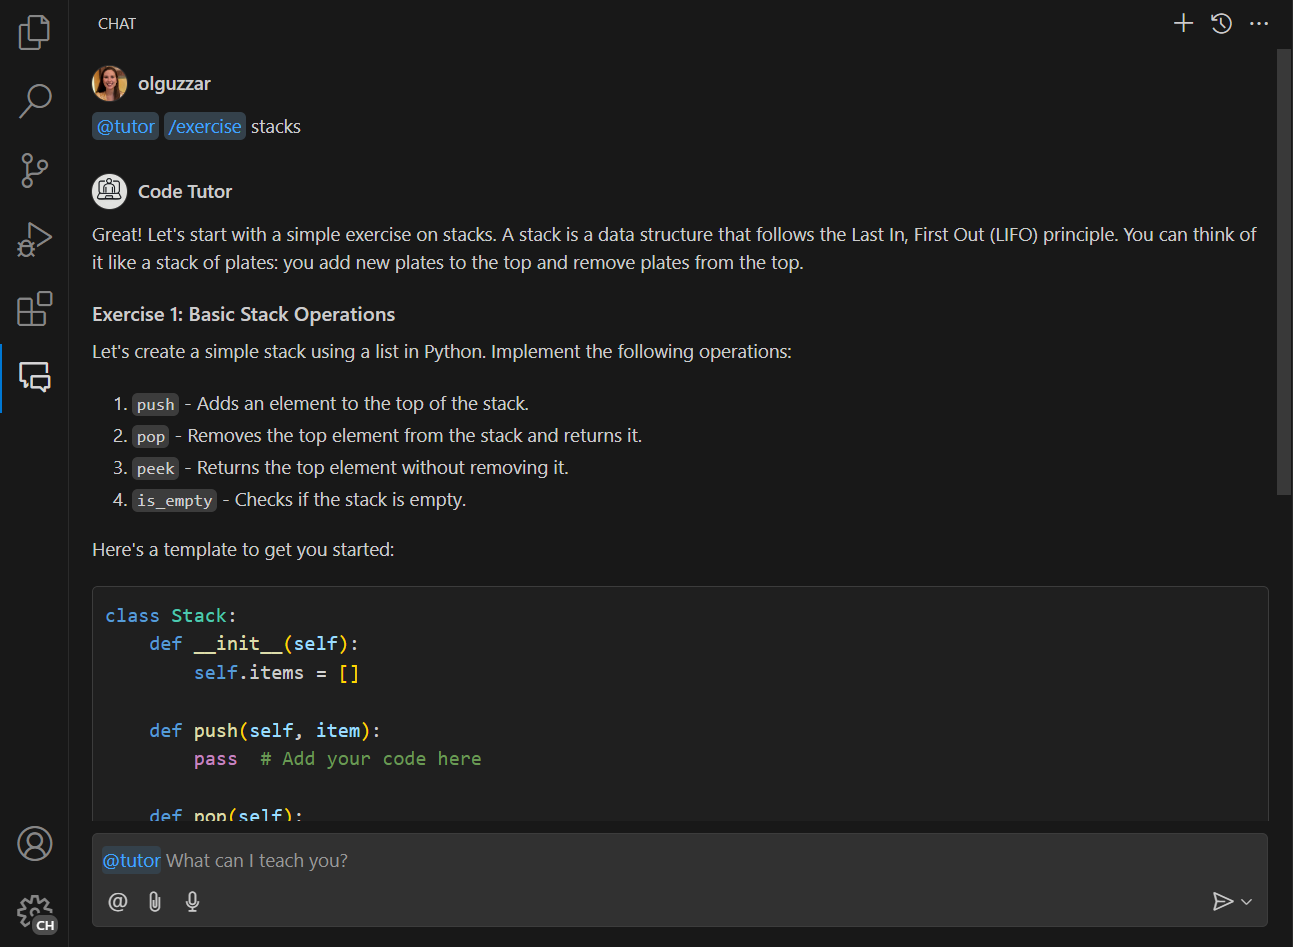 CHAT
olguzzar
@tutor /exercise stacks
Code Tutor
Great! Let's start with a simple exercise on stacks. A stack is a data structure that follows the Last In, First Out (LIFO) principle. You can think of
it like a stack of plates: you add new plates to the top and remove plates from the top.
Exercise 1: Basic Stack Operations
Let's create a simple stack using a list in Python. Implement the following operations:
1. push - Adds an element to the top of the stack.
2. pop - Removes the top element from the stack and returns it.
3. peek - Returns the top element without removing it.
4. is_empty - Checks if the stack is empty.
Here's a template to get you started:
class Stack:
    def __init__(self):
        self.items = []
    def push(self, item):
        pass  # Add your code here
    def pop(self):
@tutor What can I teach you?
CH